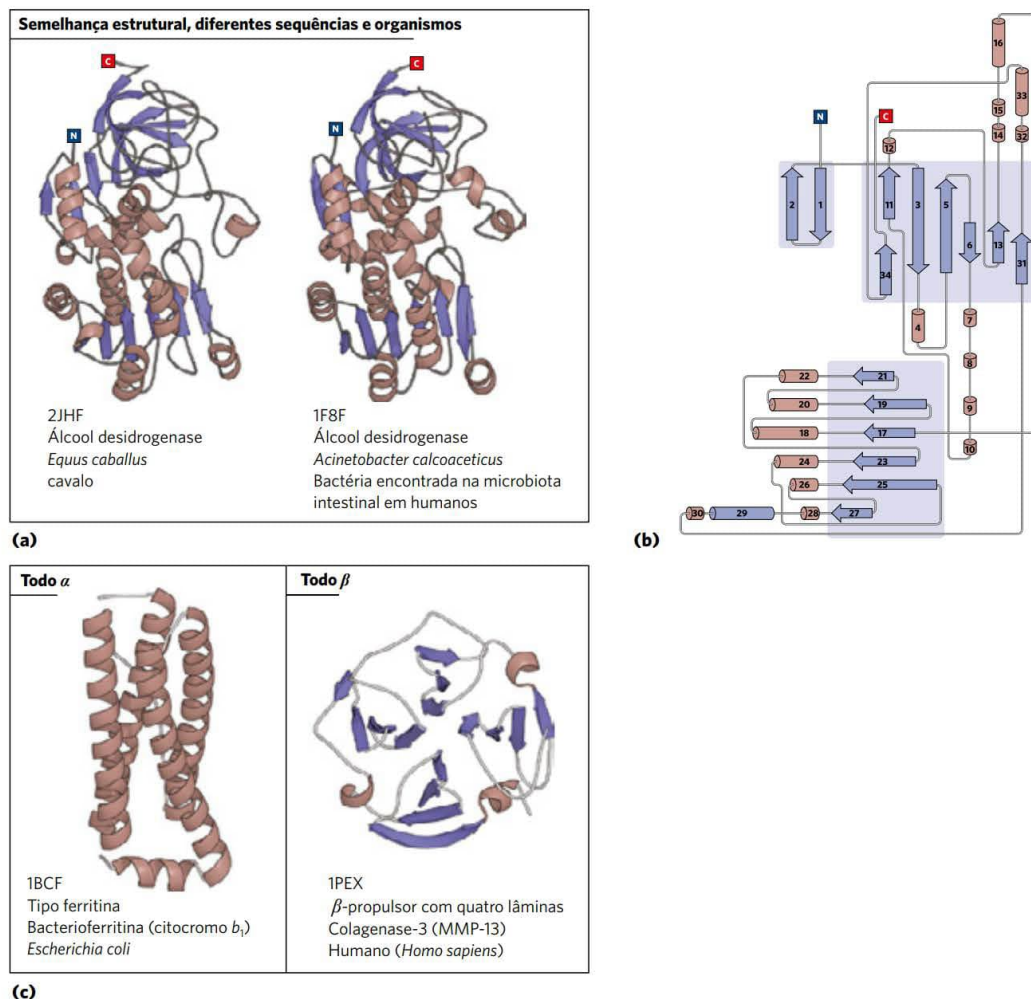 Semelhança estrutural, diferentes sequências e organismos
C
N
C
N
2JHF
Álcool desidrogenase
Equus caballus
cavalo
1F8F
Álcool desidrogenase
Acinetobacter calcoaceticus
Bactéria encontrada na microbiota
intestinal em humanos
(a)
16
33
15
N
C
14
32
12
2
1
11
3
5
6
13
31
34
4
7
8
22
21
20
19
9
18
17
10
24
23
26
25
30
29
28
27
(b)
Todo α
1BCF
Tipo ferritina
Bacterioferritina (citocromo b1)
Escherichia coli
Todo β
1PEX
β-propulsor com quatro lâminas
Colagenase-3 (MMP-13)
Humano (Homo sapiens)
(c)